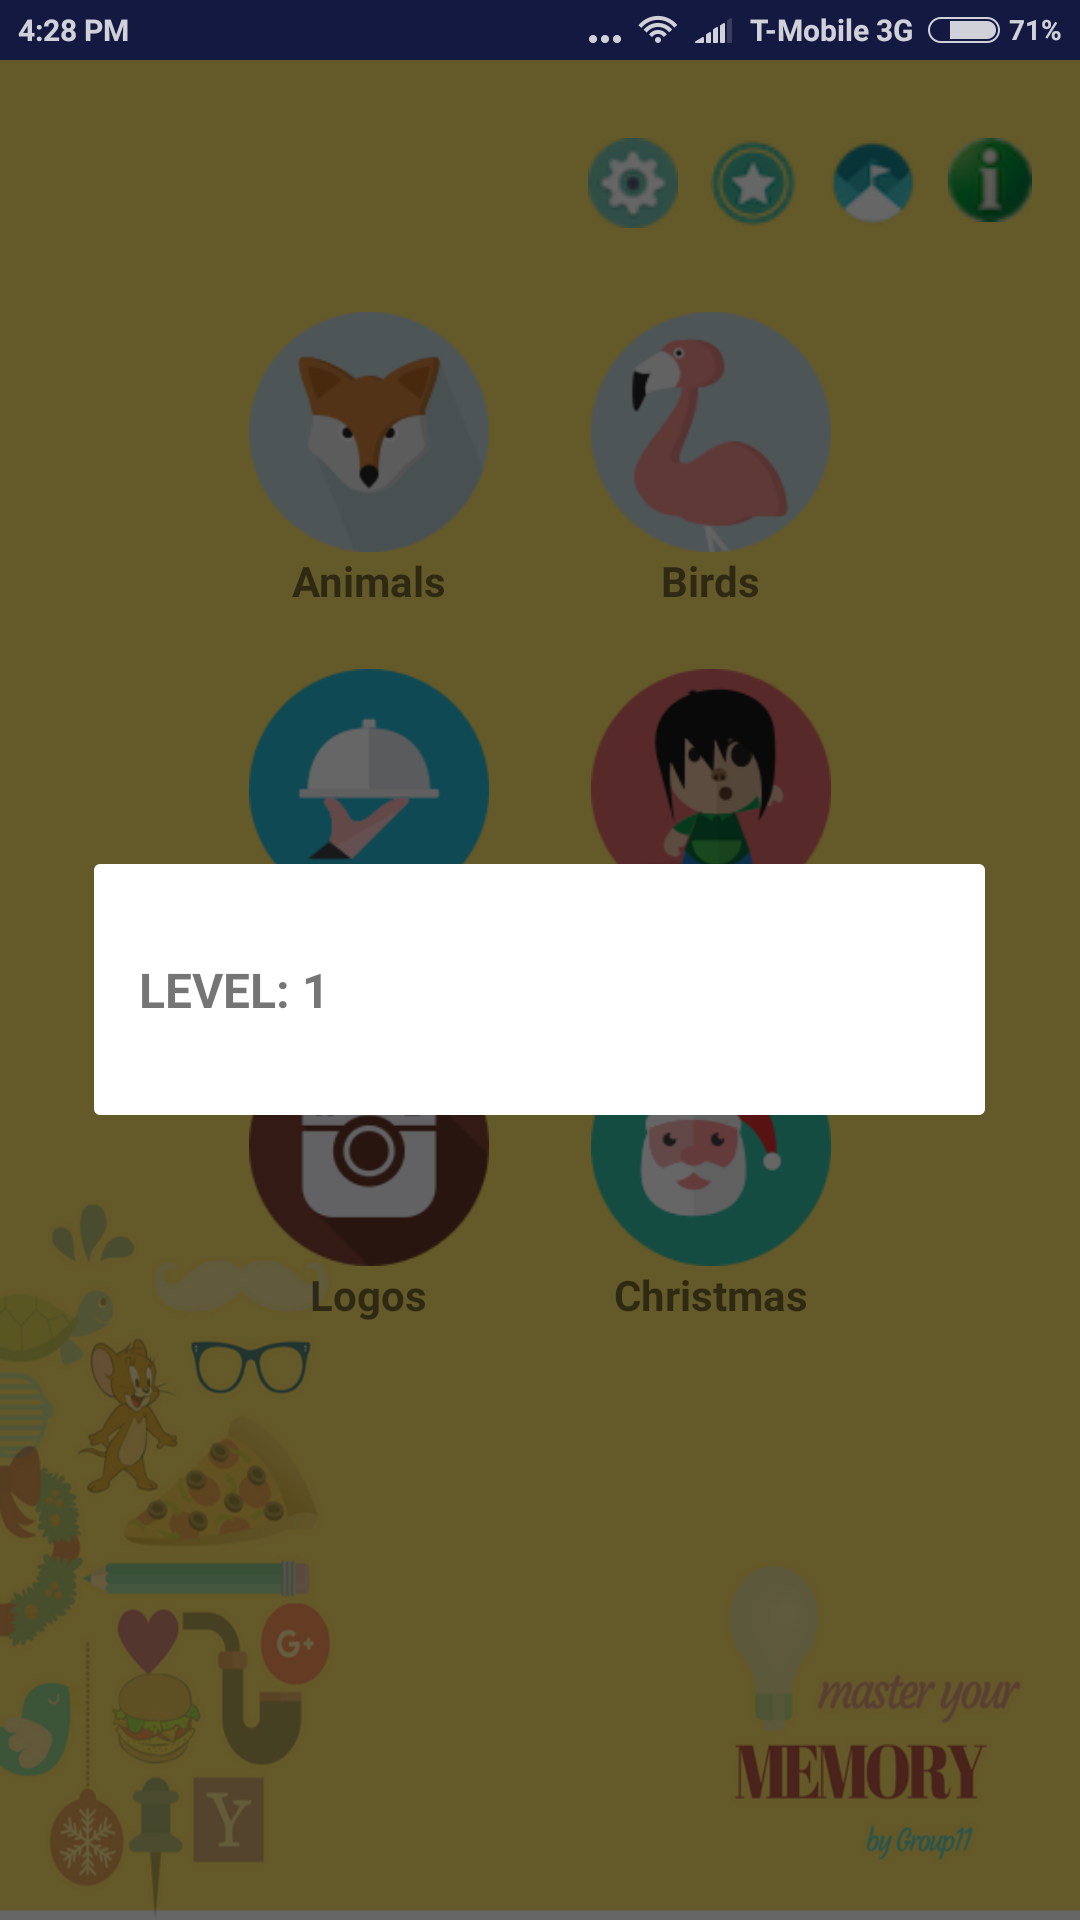 4:28 PM
... T-Mobile 3G 71%
Animals
Birds
LEVEL: 1
Logos
Christmas
G+
master your
MEMORY
by Group11
Y